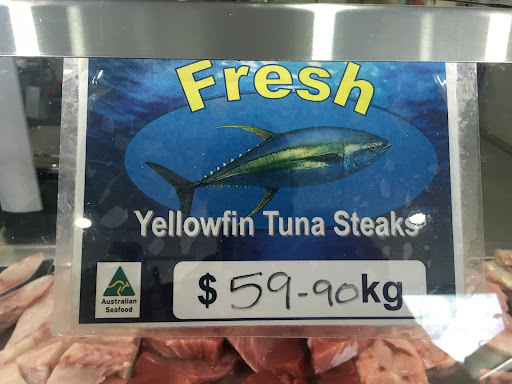 Fresh
Yellowfin Tuna Steaks
$ 59-90kg
Australian
Seafood